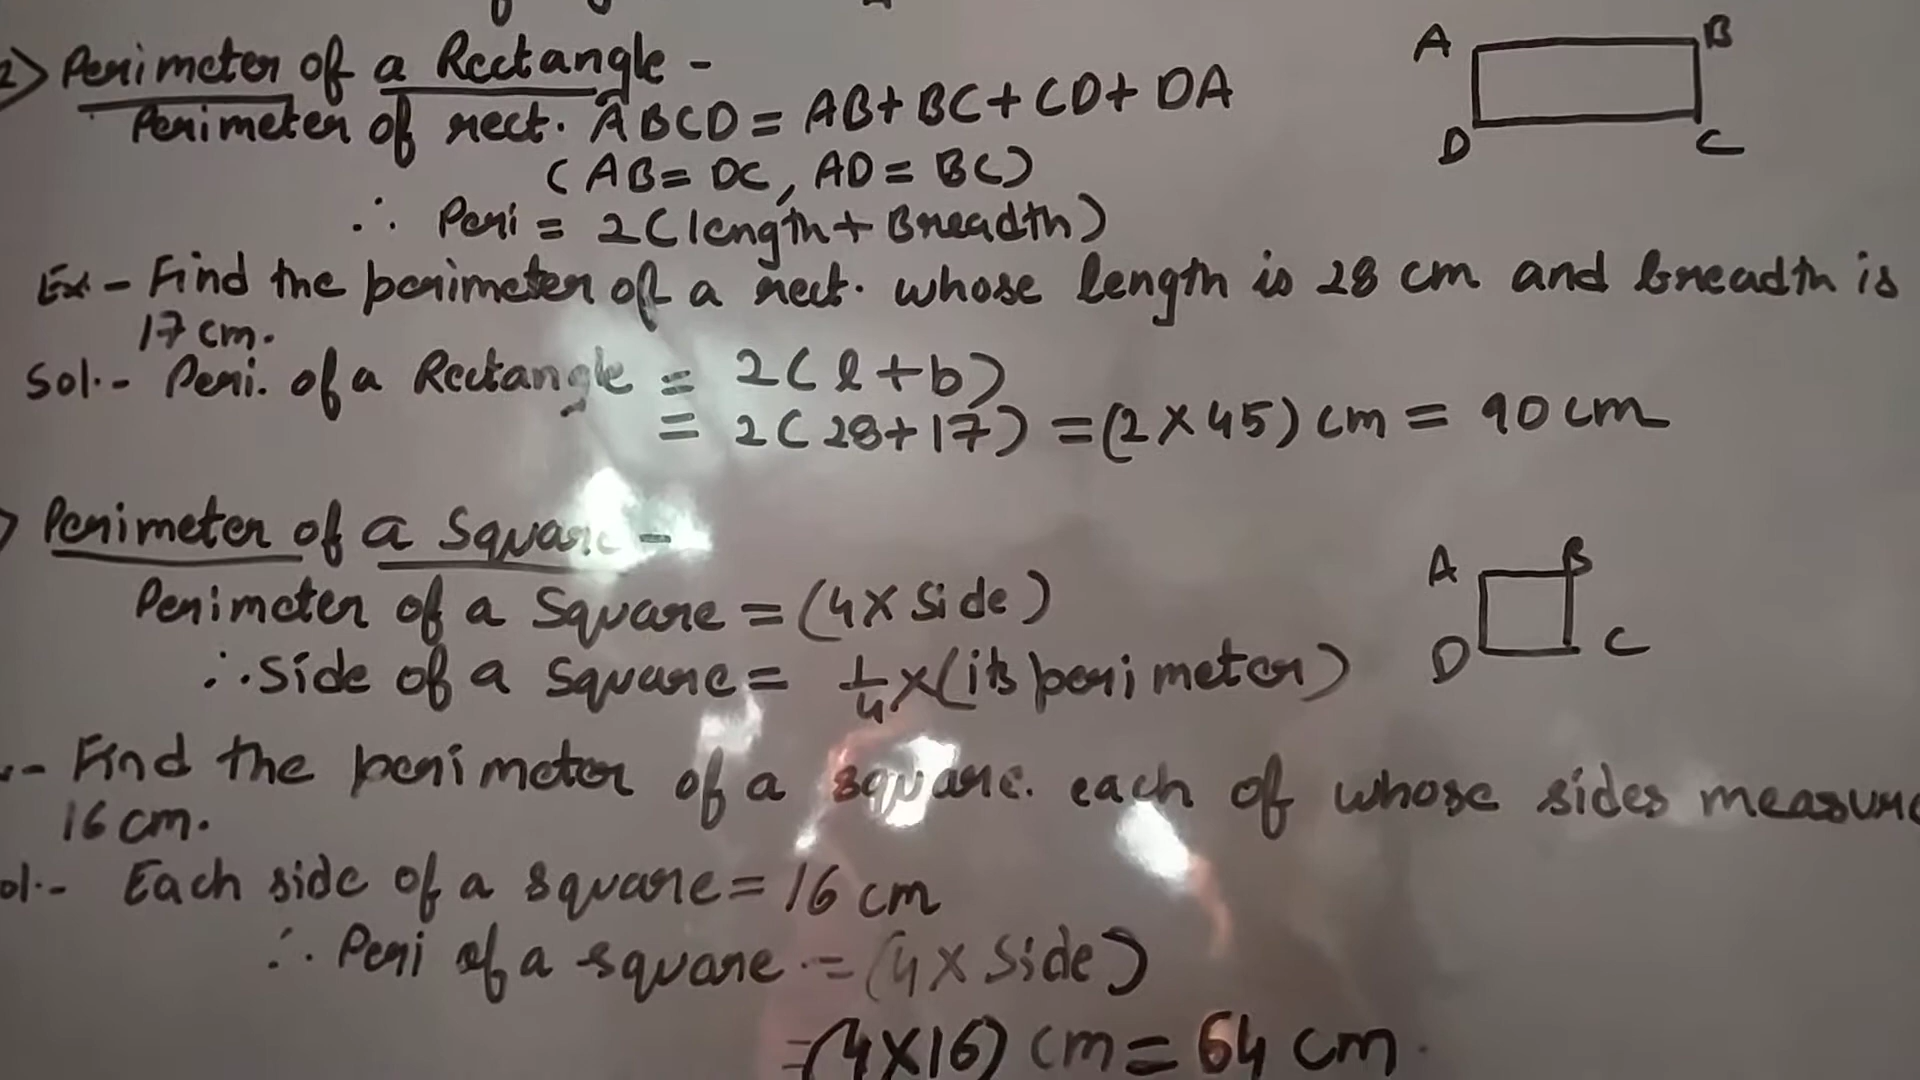 2) Perimeter of a Rectangle -
A B
Perimeter of rect. ABCD = AB + BC + CD + DA
D C
(AB = DC, AD = BC)
∴ Peri = 2(length + Breadth)
Ex - Find the perimeter of a rect. whose length is 28 cm and breadth is
17 cm.
Sol. - Peri. of a Rectangle = 2(l + b)
= 2(28 + 17) = (2 × 45) cm = 90 cm
) Perimeter of a Square -
A B
Perimeter of a Square = (4 × Side)
∴ Side of a Square = 1/4 × (its perimeter)
D C
- Find the perimeter of a square. each of whose sides measure
16 cm.
ol. - Each side of a square = 16 cm
∴ Peri of a square = (4 × Side)
= (4 × 16) cm = 64 cm.